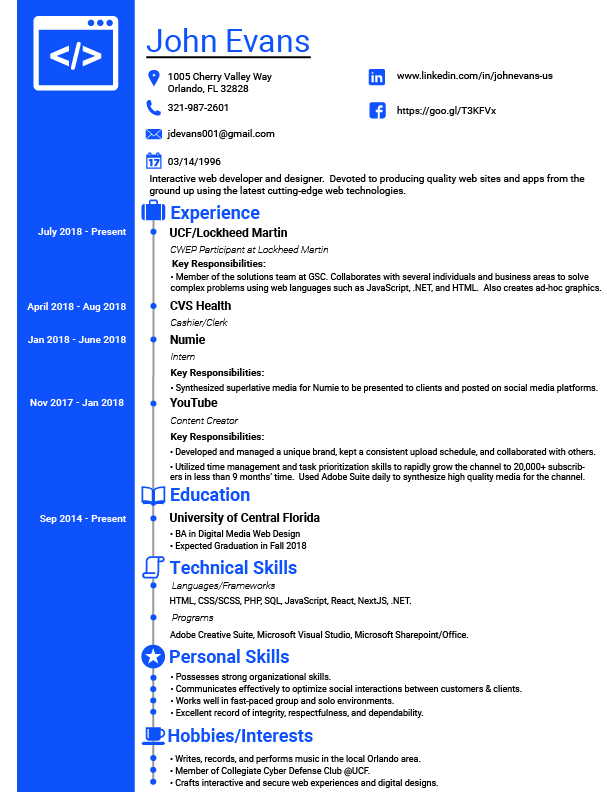 </>
John Evans
1005 Cherry Valley Way
Orlando, FL 32828
www.linkedin.com/in/johnevans-us
321-987-2601
https://goo.gl/T3KFVx
jdevans001@gmail.com
17
03/14/1996
Interactive web developer and designer. Devoted to producing quality web sites and apps from the
ground up using the latest cutting-edge web technologies.
Experience
July 2018 - Present
UCF/Lockheed Martin
CWEP Participant at Lockheed Martin
Key Responsibilities:
• Member of the solutions team at GSC. Collaborates with several individuals and business areas to solve
complex problems using web languages such as JavaScript, .NET, and HTML. Also creates ad-hoc graphics.
April 2018 - Aug 2018
CVS Health
Cashier/Clerk
Jan 2018 - June 2018
Numie
Intern
Key Responsibilities:
• Synthesized superlative media for Numie to be presented to clients and posted on social media platforms.
Nov 2017 - Jan 2018
YouTube
Content Creator
Key Responsibilities:
• Developed and managed a unique brand, kept a consistent upload schedule, and collaborated with others.
• Utilized time management and task prioritization skills to rapidly grow the channel to 20,000+ subscrib-
ers in less than 9 months' time. Used Adobe Suite daily to synthesize high quality media for the channel.
Education
Sep 2014 - Present
University of Central Florida
• BA in Digital Media Web Design
• Expected Graduation in Fall 2018
Technical Skills
Languages/Frameworks
HTML, CSS/SCSS, PHP, SQL, JavaScript, React, NextJS, .NET.
Programs
Adobe Creative Suite, Microsoft Visual Studio, Microsoft Sharepoint/Office.
Personal Skills
• Possesses strong organizational skills.
• Communicates effectively to optimize social interactions between customers & clients.
• Works well in fast-paced group and solo environments.
• Excellent record of integrity, respectfulness, and dependability.
Hobbies/Interests
• Writes, records, and performs music in the local Orlando area.
• Member of Collegiate Cyber Defense Club @UCF.
• Crafts interactive and secure web experiences and digital designs.